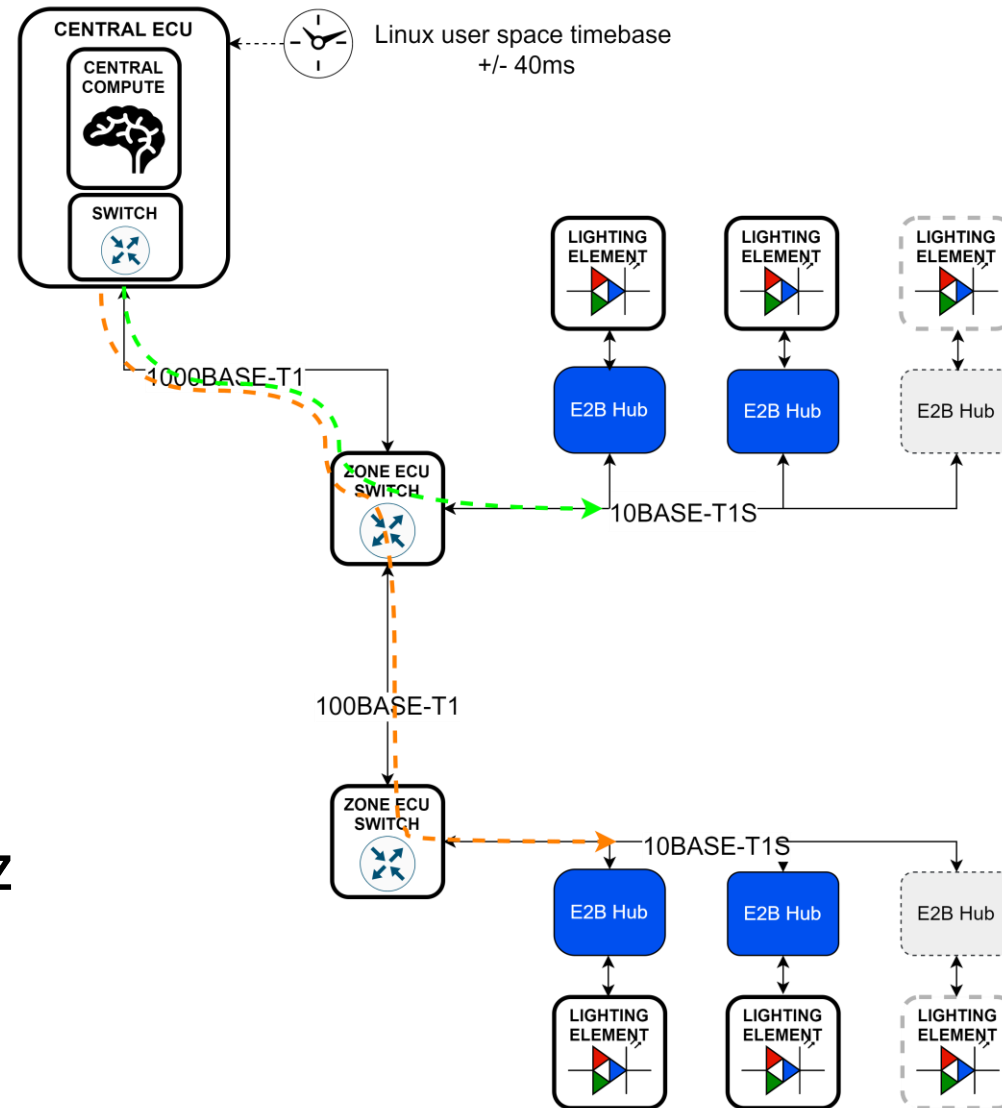 CENTRAL ECU
Linux user space timebase
+/- 40ms
CENTRAL
COMPUTE
SWITCH
LIGHTING
ELEMENT
LIGHTING
ELEMENT
LIGHTING
ELEMENT
1000BASE-T1
E2B Hub
E2B Hub
E2B Hub
ZONE ECU
SWITCH
10BASE-T1S
100BASE-T1
ZONE ECU
SWITCH
10BASE-T1S
z
E2B Hub
E2B Hub
E2B Hub
LIGHTING
ELEMENT
LIGHTING
ELEMENT
LIGHTING
ELEMENT